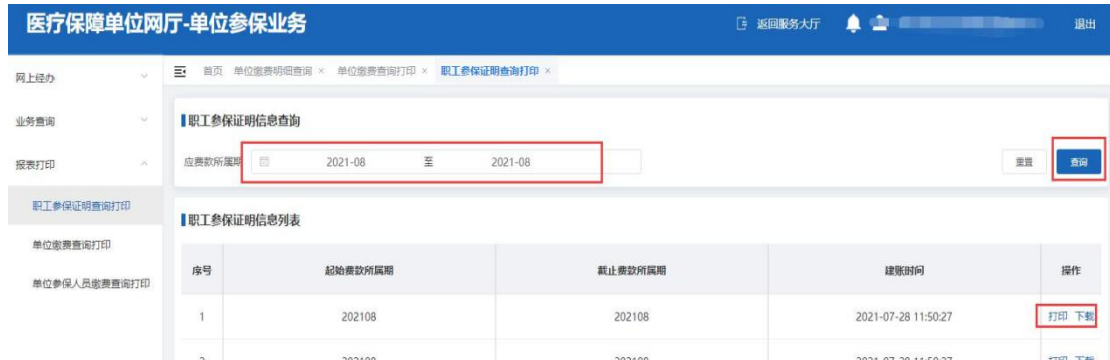 医疗保障单位网厅-单位参保业务 返回服务大厅 退出
网上经办 首页 单位缴费明细查询 × 单位缴费查询打印 × 职工参保证明查询打印 ×
业务查询 职工参保证明信息查询
报表打印 应费款所属期 2021-08 至 2021-08 重置 查询
职工参保证明查询打印
职工参保证明信息列表
单位缴费查询打印
序号 起始费款所属期 截止费款所属期 建账时间 操作
单位参保人员缴费查询打印
1 202108 202108 2021-07-28 11:50:27 打印 下载